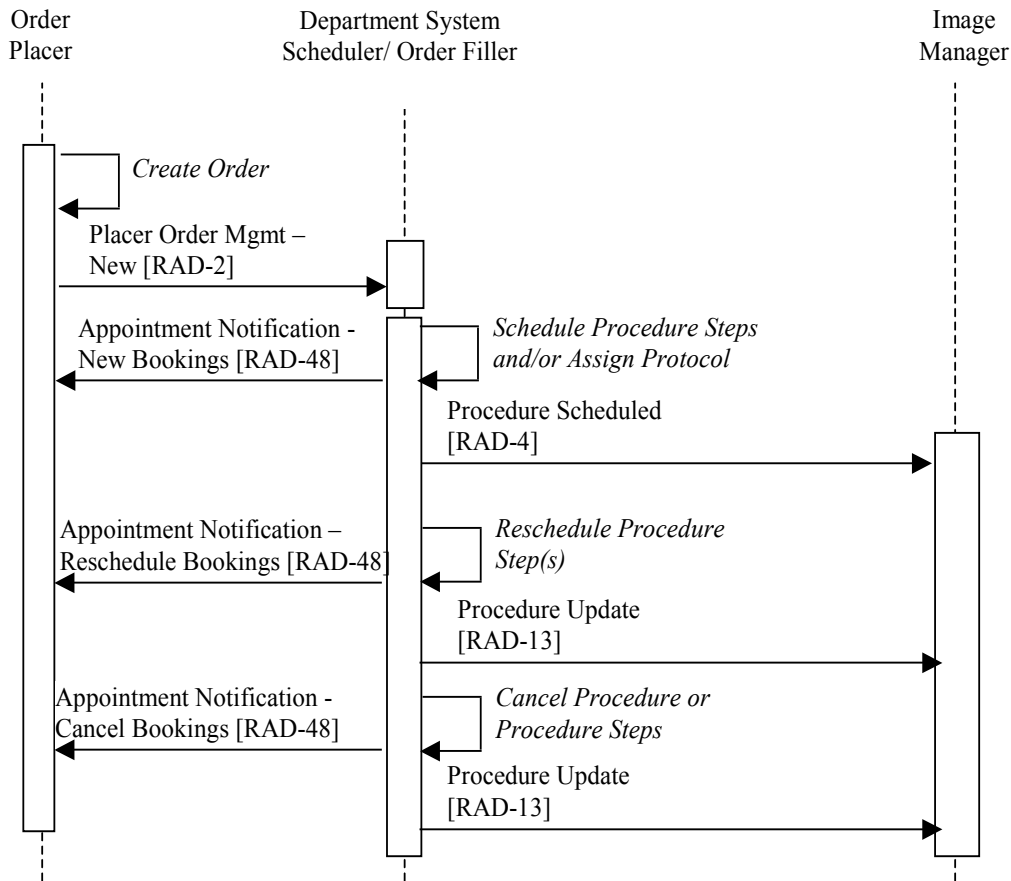 Order
Placer
Department System
Scheduler/ Order Filler
Image
Manager
Create Order
Placer Order Mgmt –
New [RAD-2]
Appointment Notification -
New Bookings [RAD-48]
Schedule Procedure Steps
and/or Assign Protocol
Procedure Scheduled
[RAD-4]
Appointment Notification –
Reschedule Bookings [RAD-48]
Reschedule Procedure
Step(s)
Procedure Update
[RAD-13]
Appointment Notification -
Cancel Bookings [RAD-48]
Cancel Procedure or
Procedure Steps
Procedure Update
[RAD-13]